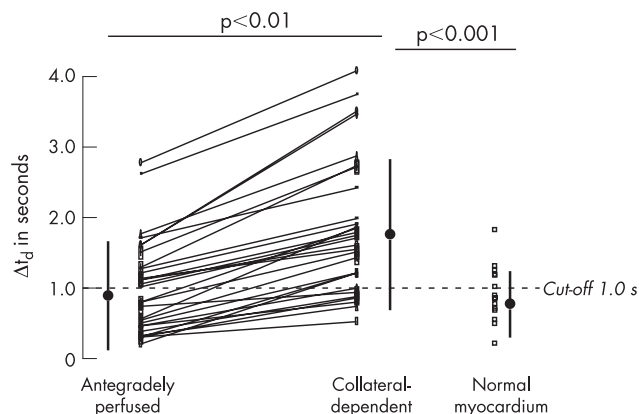 p<0.01
p<0.001
4.0
3.0
2.0
1.0
0
Δtd in seconds
Cut-off 1.0 s
Antegradely
perfused
Collateral-
dependent
Normal
myocardium